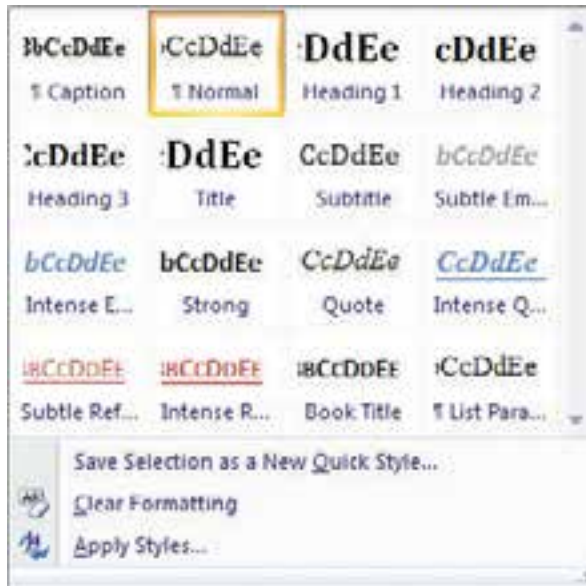 BbCcDdEe CcDdEe DdEe cDdEe
¶ Caption ¶ Normal Heading 1 Heading 2
cDdEe DdEe CcDdEe bCcDdEe
Heading 3 Title Subtitle Subtle Em...
bCcDdEe bCcDdEe CcDdEe CcDdEe
Intense E... Strong Quote Intense Q...
BCCDDEE BCCDDEE BCCDDEE CcDdEe
Subtle Ref... Intense R... Book Title ¶ List Para...
Save Selection as a New Quick Style...
Clear Formatting
Apply Styles...